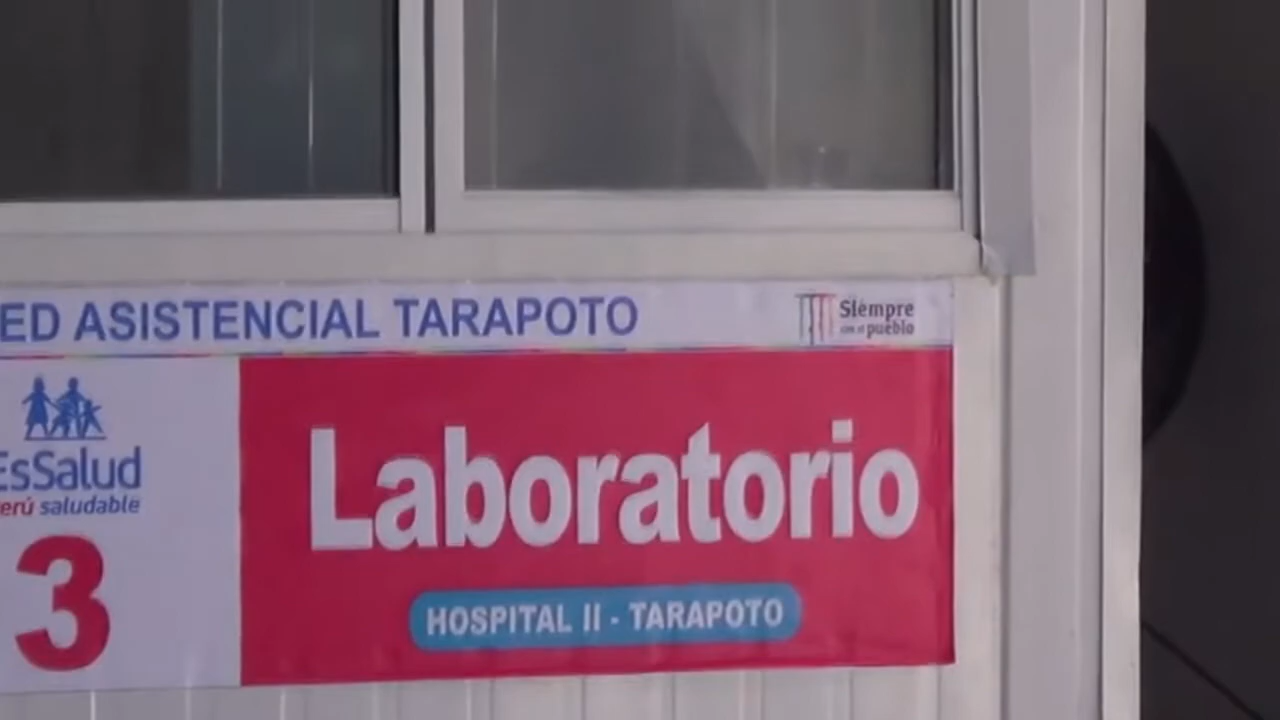 ED ASISTENCIAL TARAPOTO
Siempre
con el pueblo
EsSalud
erú saludable
3
Laboratorio
HOSPITAL II - TARAPOTO